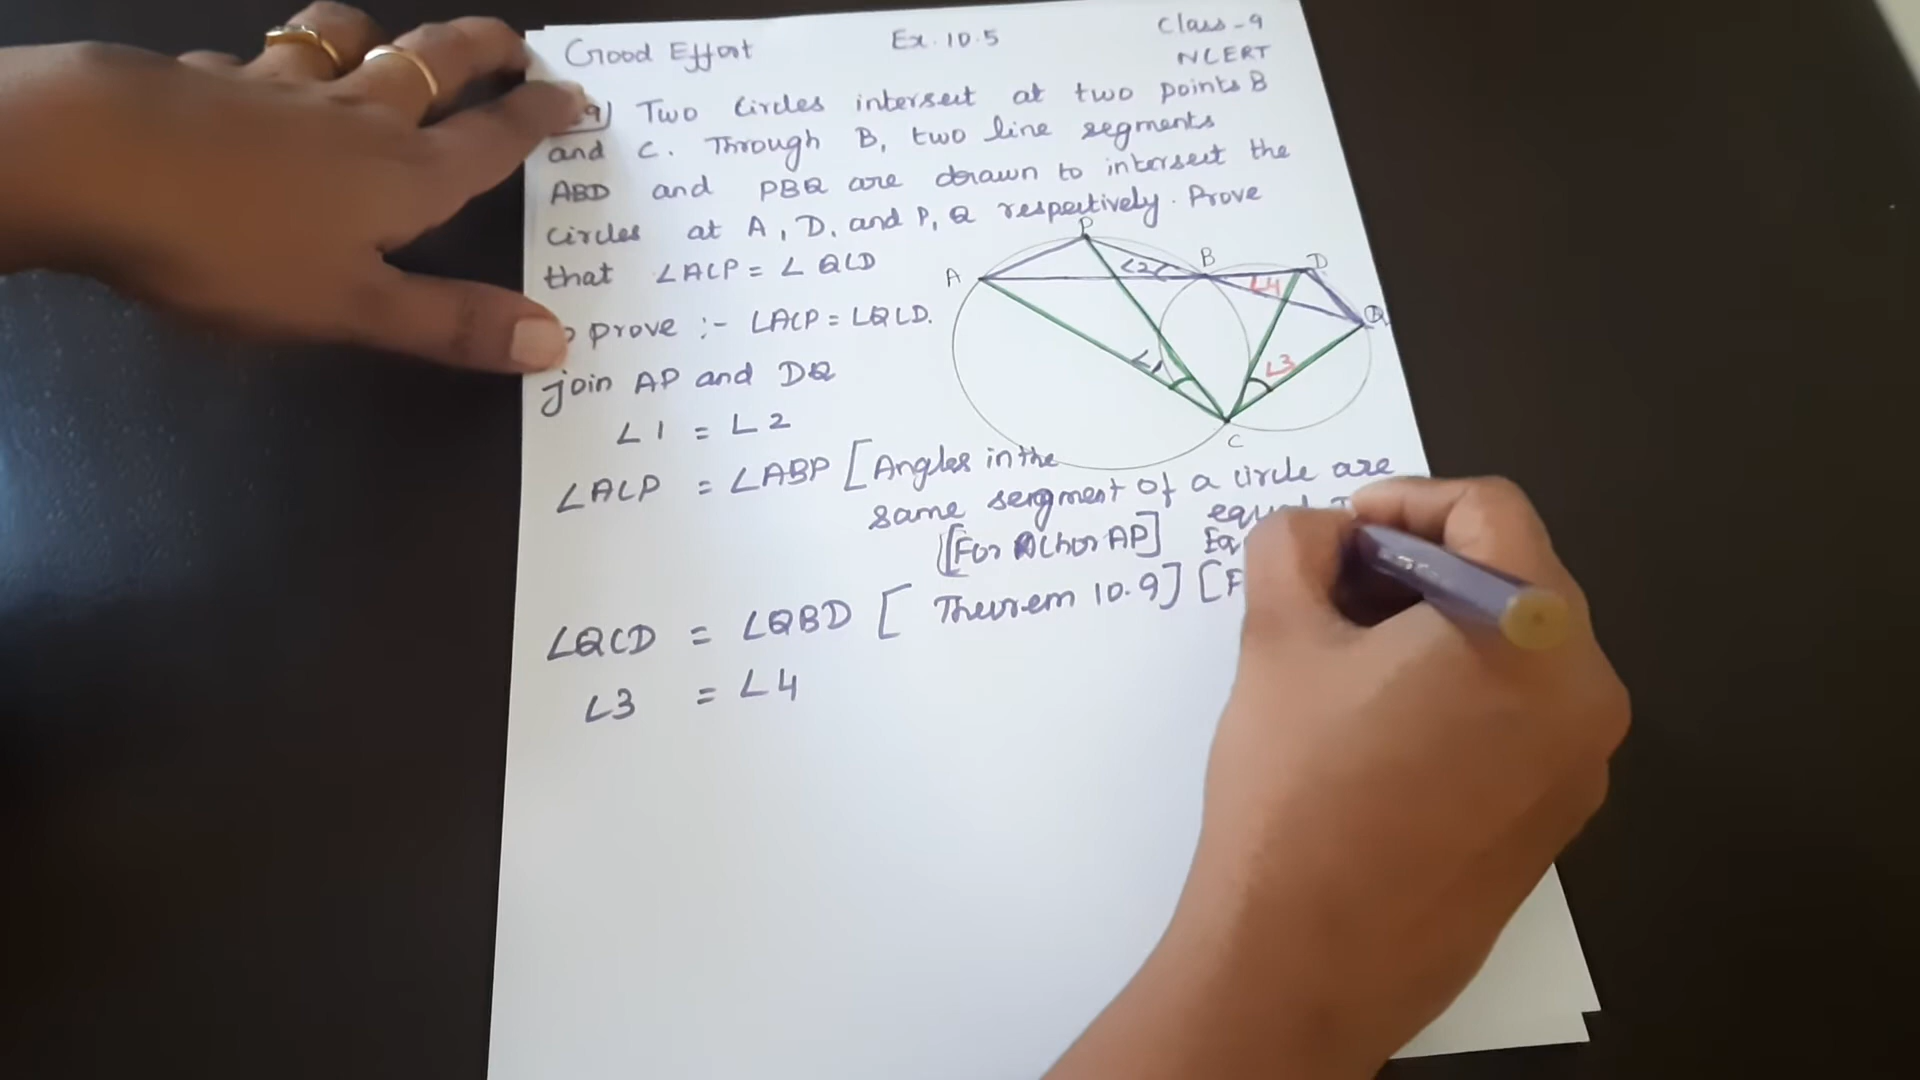 Good Effort Ex. 10.5 Class-9
NCERT
9) Two Circles intersect at two points B
and C. Through B, two line segments
ABD and PBQ are drawn to intersect the
Circles at A, D, and P, Q respectively. Prove
that ∠ACP = ∠QCD
prove :- ∠ACP = ∠QCD.
join AP and DQ
∠1 = ∠2
∠ACP = ∠ABP [Angles in the
same segment of a circle are
equal
[For Chor AP]
∠QCD = ∠QBD [Theorem 10.9] [F
∠3 = ∠4
P
A
B
D
Q
C
∠2
∠4
∠1
∠3